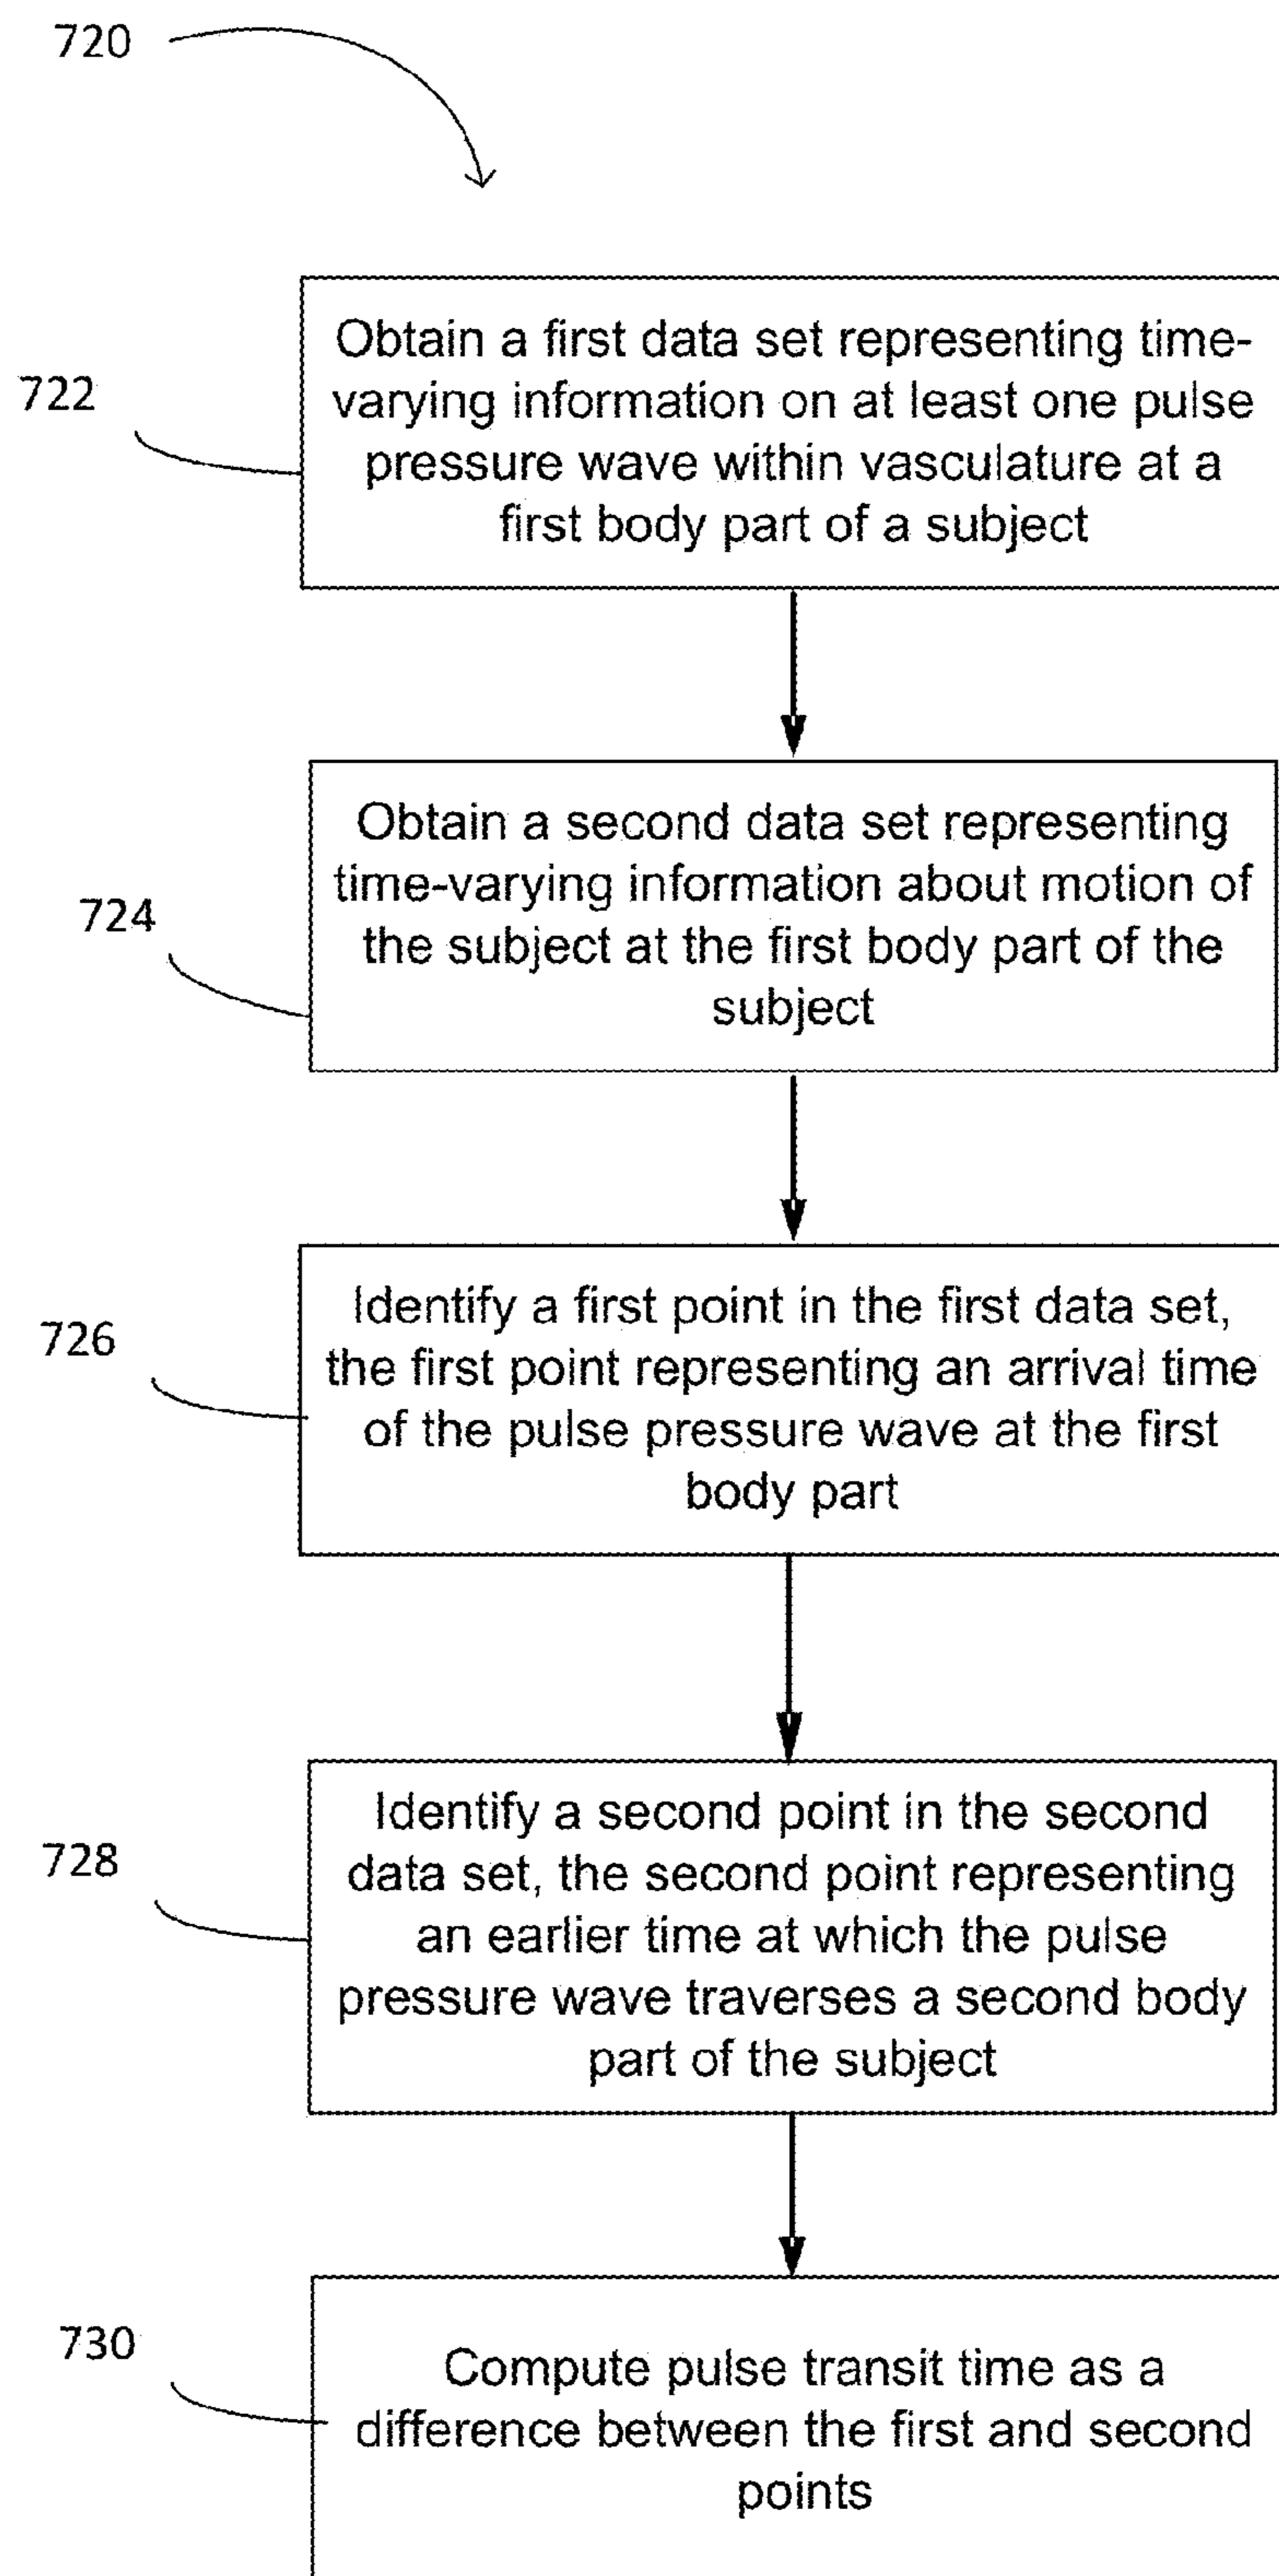 720
722
Obtain a first data set representing time-
varying information on at least one pulse
pressure wave within vasculature at a
first body part of a subject
724
Obtain a second data set representing
time-varying information about motion of
the subject at the first body part of the
subject
726
Identify a first point in the first data set,
the first point representing an arrival time
of the pulse pressure wave at the first
body part
728
Identify a second point in the second
data set, the second point representing
an earlier time at which the pulse
pressure wave traverses a second body
part of the subject
730
Compute pulse transit time as a
difference between the first and second
points